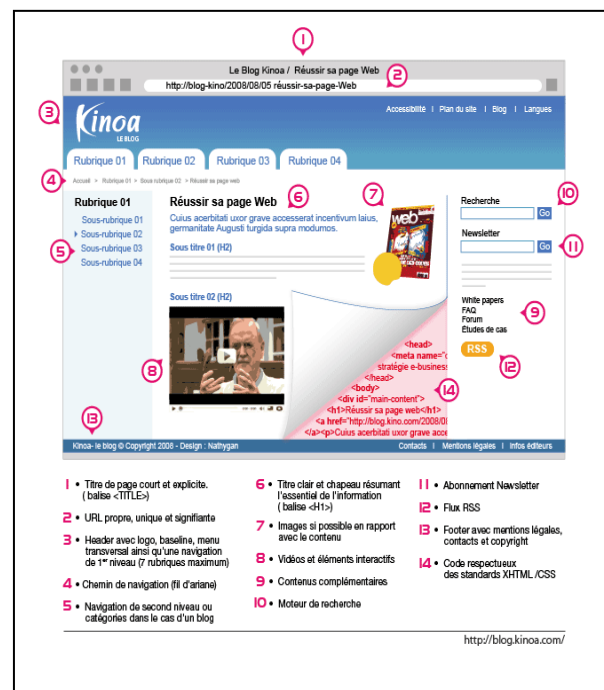 1
Le Blog Kinoa / Réussir sa page Web
http://blog-kino/2008/08/05 réussir-sa-page-Web
2
3
Kinoa
LE BLOG
Accessibilité I Plan du site I Blog I Langues
Rubrique 01 Rubrique 02 Rubrique 03 Rubrique 04
4
Accueil > Rubrique 01 > Sous rubrique 02 > Réussir sa page web
Rubrique 01
Sous-rubrique 01
Sous-rubrique 02
5
Sous-rubrique 03
Sous-rubrique 04
Réussir sa page Web
6
Cuius acerbitati uxor grave accesserat incentivum laius,
germanitate Augusti turgida supra modumos.
Sous titre 01 (H2)
Sous titre 02 (H2)
7
web
8
Recherche
Go
10
Newsletter
Go
11
White papers
FAQ
Forum
Études de cas
9
RSS
12
<head>
<meta name="d
stratégie e-business
</head>
<body>
<div id="main-content">
14
<h1>Réussir sa page web</h1>
<a href="http://blog.kino.com/2008/08
</a><p>Cuius acerbitati uxor grave acce
13
Kinoa- le blog © Copyright 2008 - Design : Nathygan
Contacts I Mentions légales I Infos éditeurs
1 • Titre de page court et explicite.
( balise <TITLE>)
2 • URL propre, unique et signifiante
3 • Header avec logo, baseline, menu
transversal ainsi qu'une navigation
de 1er niveau (7 rubriques maximum)
4 • Chemin de navigation (fil d'ariane)
5 • Navigation de second niveau ou
catégories dans le cas d'un blog
6 • Titre clair et chapeau résumant
l'essentiel de l'information
( balise <H1>)
7 • Images si possible en rapport
avec le contenu
8 • Vidéos et éléments interactifs
9 • Contenus complémentaires
10 • Moteur de recherche
11 • Abonnement Newsletter
12 • Flux RSS
13 • Footer avec mentions légales,
contacts et copyright
14 • Code respectueux
des standards XHTML /CSS
http://blog.kinoa.com/